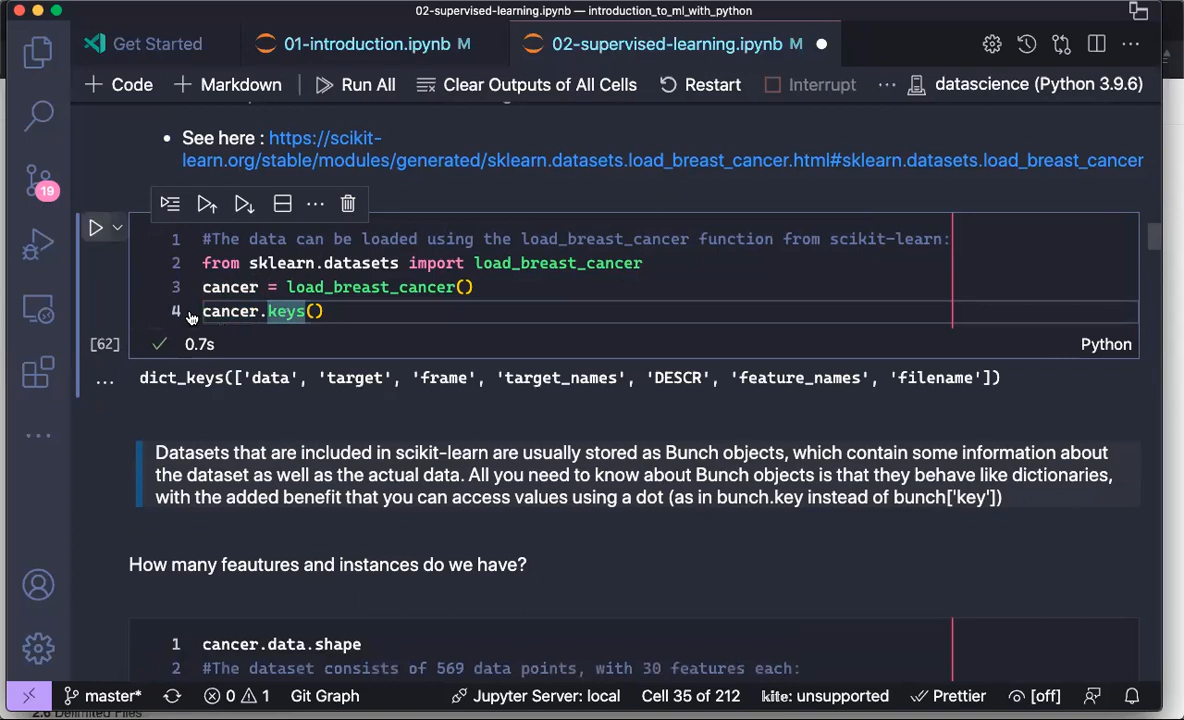 02-supervised-learning.ipynb — introduction_to_ml_with_python
Get Started 01-introduction.ipynb M 02-supervised-learning.ipynb M
Code Markdown Run All Clear Outputs of All Cells Restart Interrupt ... datascience (Python 3.9.6)
• See here : https://scikit-
learn.org/stable/modules/generated/sklearn.datasets.load_breast_cancer.html#sklearn.datasets.load_breast_cancer
19
1 #The data can be loaded using the load_breast_cancer function from scikit-learn:
2 from sklearn.datasets import load_breast_cancer
3 cancer = load_breast_cancer()
4 cancer.keys()
[62] 0.7s Python
... dict_keys(['data', 'target', 'frame', 'target_names', 'DESCR', 'feature_names', 'filename'])
Datasets that are included in scikit-learn are usually stored as Bunch objects, which contain some information about
the dataset as well as the actual data. All you need to know about Bunch objects is that they behave like dictionaries,
with the added benefit that you can access values using a dot (as in bunch.key instead of bunch['key'])
How many feautures and instances do we have?
1 cancer.data.shape
2 #The dataset consists of 569 data points, with 30 features each:
master* 0 1 Git Graph Jupyter Server: local Cell 35 of 212 kite: unsupported Prettier [off]